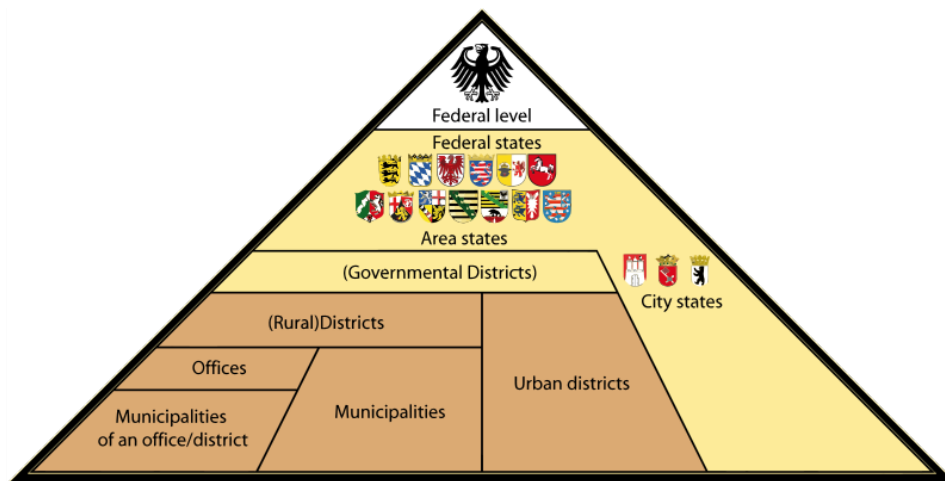 Federal level
Federal states
Area states
(Governmental Districts)
City states
(Rural)Districts
Offices
Urban districts
Municipalities
of an office/district
Municipalities